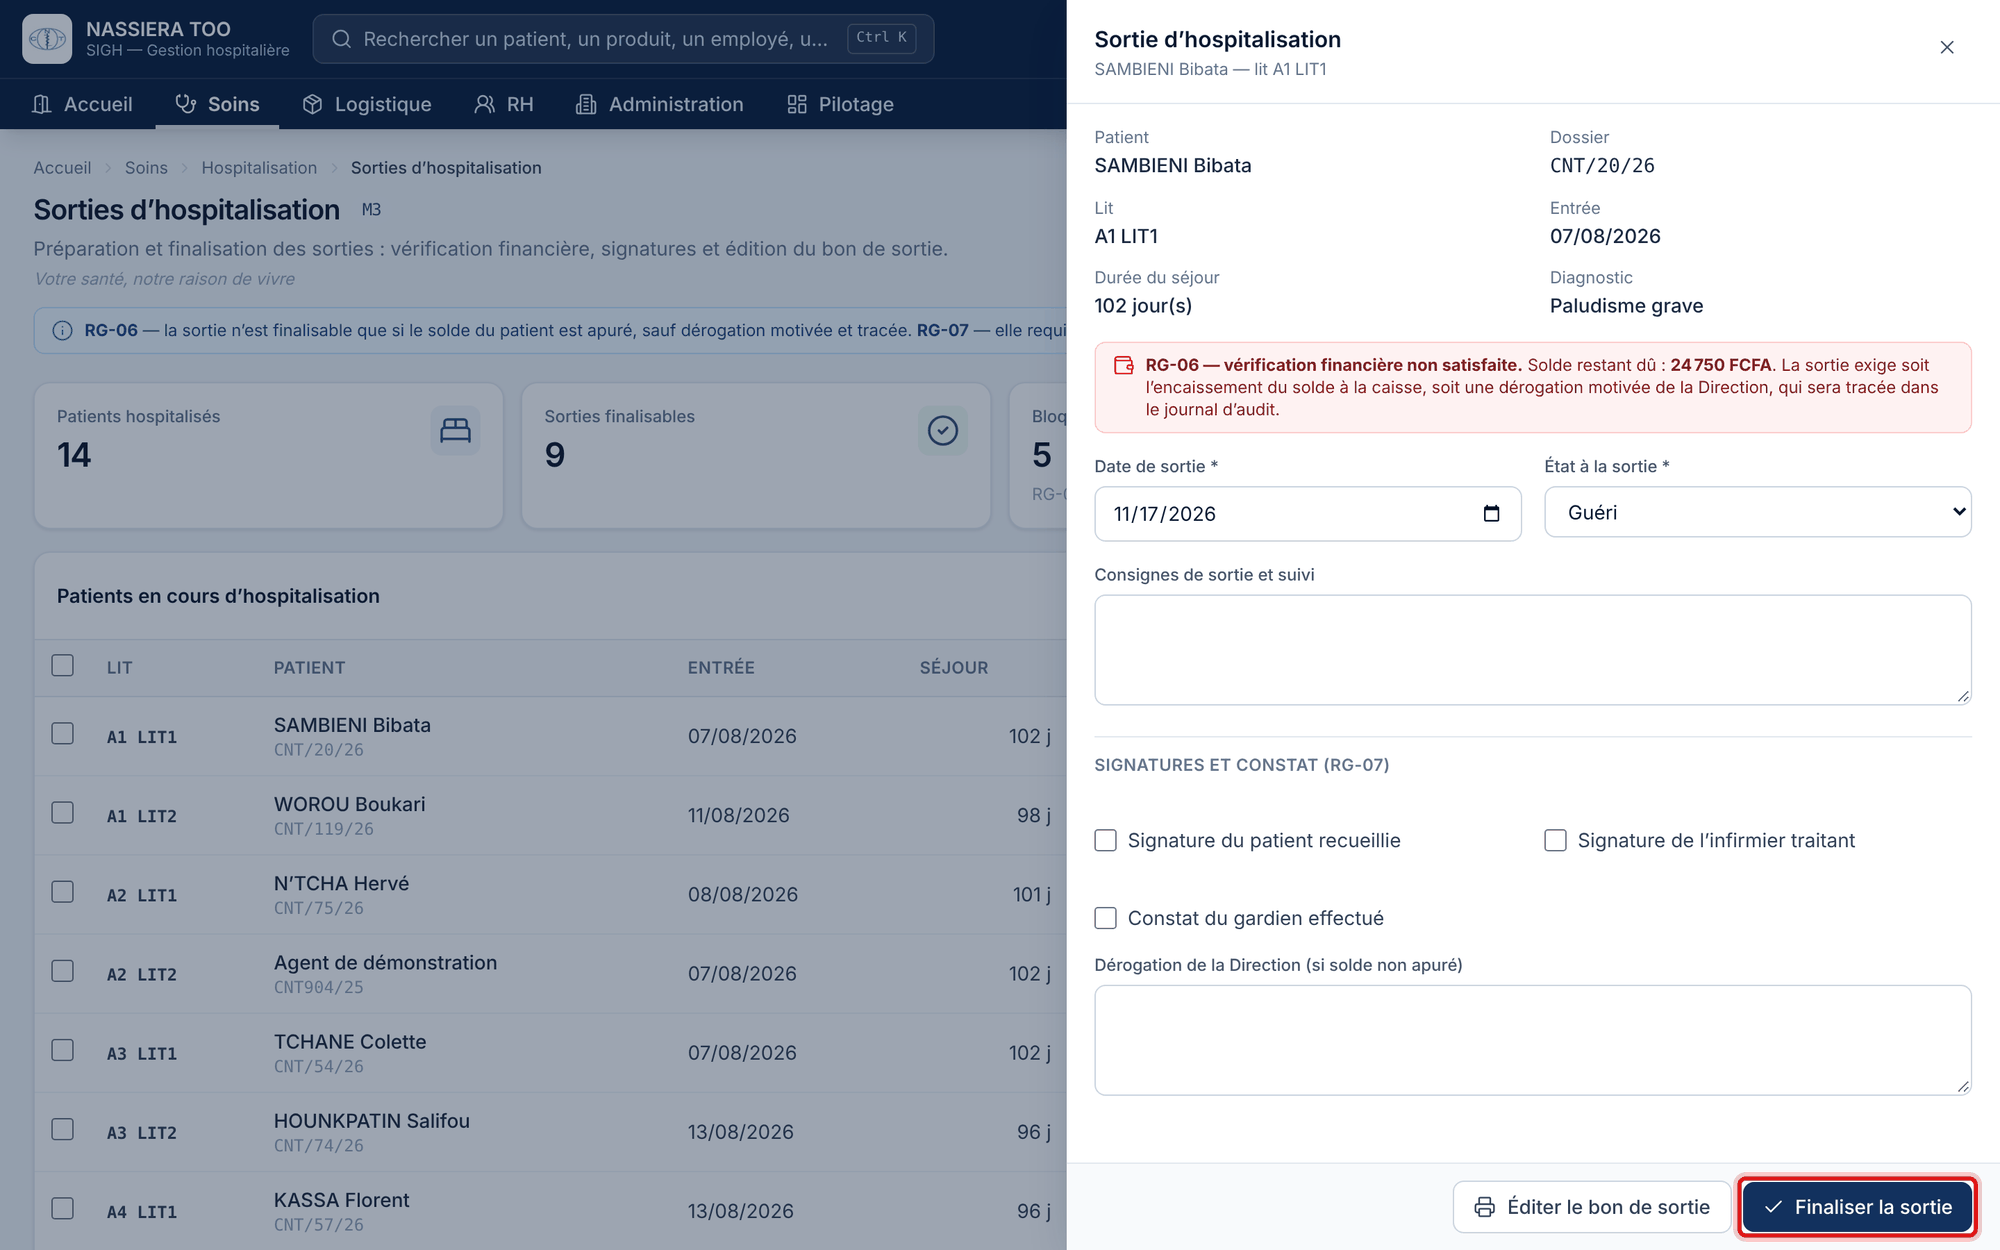 NASSIERA TOO
SIGH — Gestion hospitalière
Rechercher un patient, un produit, un employé, u...
Ctrl K
Accueil
Soins
Logistique
RH
Administration
Pilotage
Accueil > Soins > Hospitalisation > Sorties d’hospitalisation
Sorties d’hospitalisation M3
Préparation et finalisation des sorties : vérification financière, signatures et édition du bon de sortie.
Votre santé, notre raison de vivre
RG-06 — la sortie n’est finalisable que si le solde du patient est apuré, sauf dérogation motivée et tracée. RG-07 — elle requi
Patients hospitalisés
14
Sorties finalisables
9
Bloq
5
RG-0
Patients en cours d’hospitalisation
LIT PATIENT ENTRÉE SÉJOUR
A1 LIT1 SAMBIENI Bibata 07/08/2026 102 j
CNT/20/26
A1 LIT2 WOROU Boukari 11/08/2026 98 j
CNT/119/26
A2 LIT1 N’TCHA Hervé 08/08/2026 101 j
CNT/75/26
A2 LIT2 Agent de démonstration 07/08/2026 102 j
CNT904/25
A3 LIT1 TCHANE Colette 07/08/2026 102 j
CNT/54/26
A3 LIT2 HOUNKPATIN Salifou 13/08/2026 96 j
CNT/74/26
A4 LIT1 KASSA Florent 13/08/2026 96 j
CNT/57/26
Sortie d’hospitalisation
SAMBIENI Bibata — lit A1 LIT1
Patient
SAMBIENI Bibata
Dossier
CNT/20/26
Lit
A1 LIT1
Entrée
07/08/2026
Durée du séjour
102 jour(s)
Diagnostic
Paludisme grave
RG-06 — vérification financière non satisfaite. Solde restant dû : 24 750 FCFA. La sortie exige soit
l’encaissement du solde à la caisse, soit une dérogation motivée de la Direction, qui sera tracée dans
le journal d’audit.
Date de sortie *
11/17/2026
État à la sortie *
Guéri
Consignes de sortie et suivi
SIGNATURES ET CONSTAT (RG-07)
Signature du patient recueillie
Signature de l’infirmier traitant
Constat du gardien effectué
Dérogation de la Direction (si solde non apuré)
Éditer le bon de sortie
Finaliser la sortie